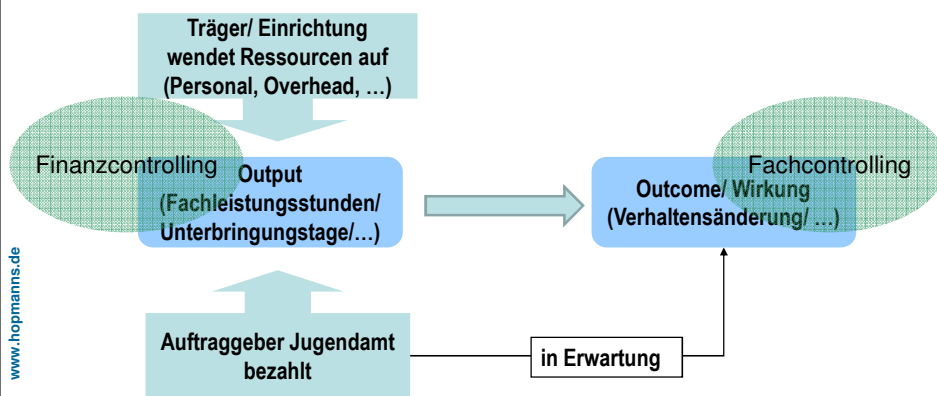 Träger/ Einrichtung
wendet Ressourcen auf
(Personal, Overhead, …)
Finanzcontrolling
Output
(Fachleistungsstunden/
Unterbringungstage/…)
Fachcontrolling
Outcome/ Wirkung
(Verhaltensänderung/ …)
Auftraggeber Jugendamt
bezahlt
in Erwartung
www.hopmanns.de